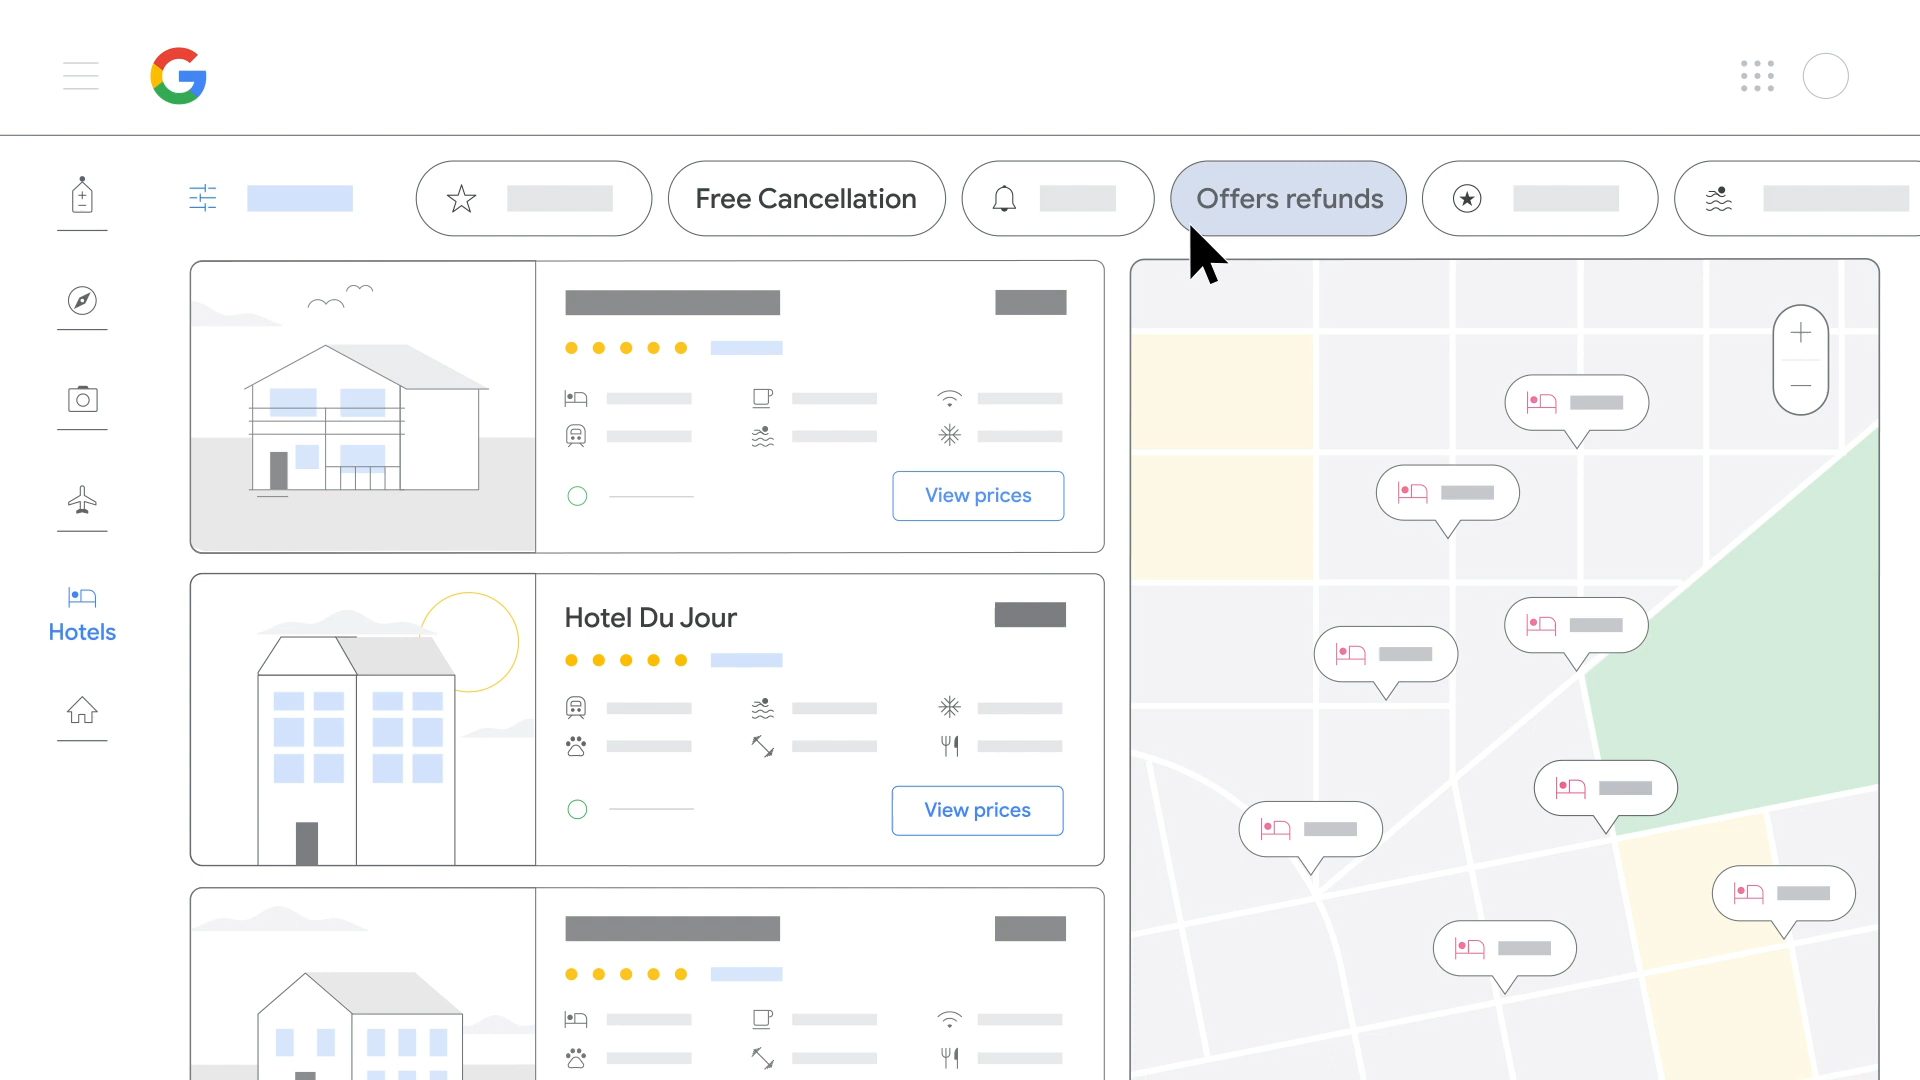 Free Cancellation
Offers refunds
View prices
Hotels
Hotel Du Jour
View prices